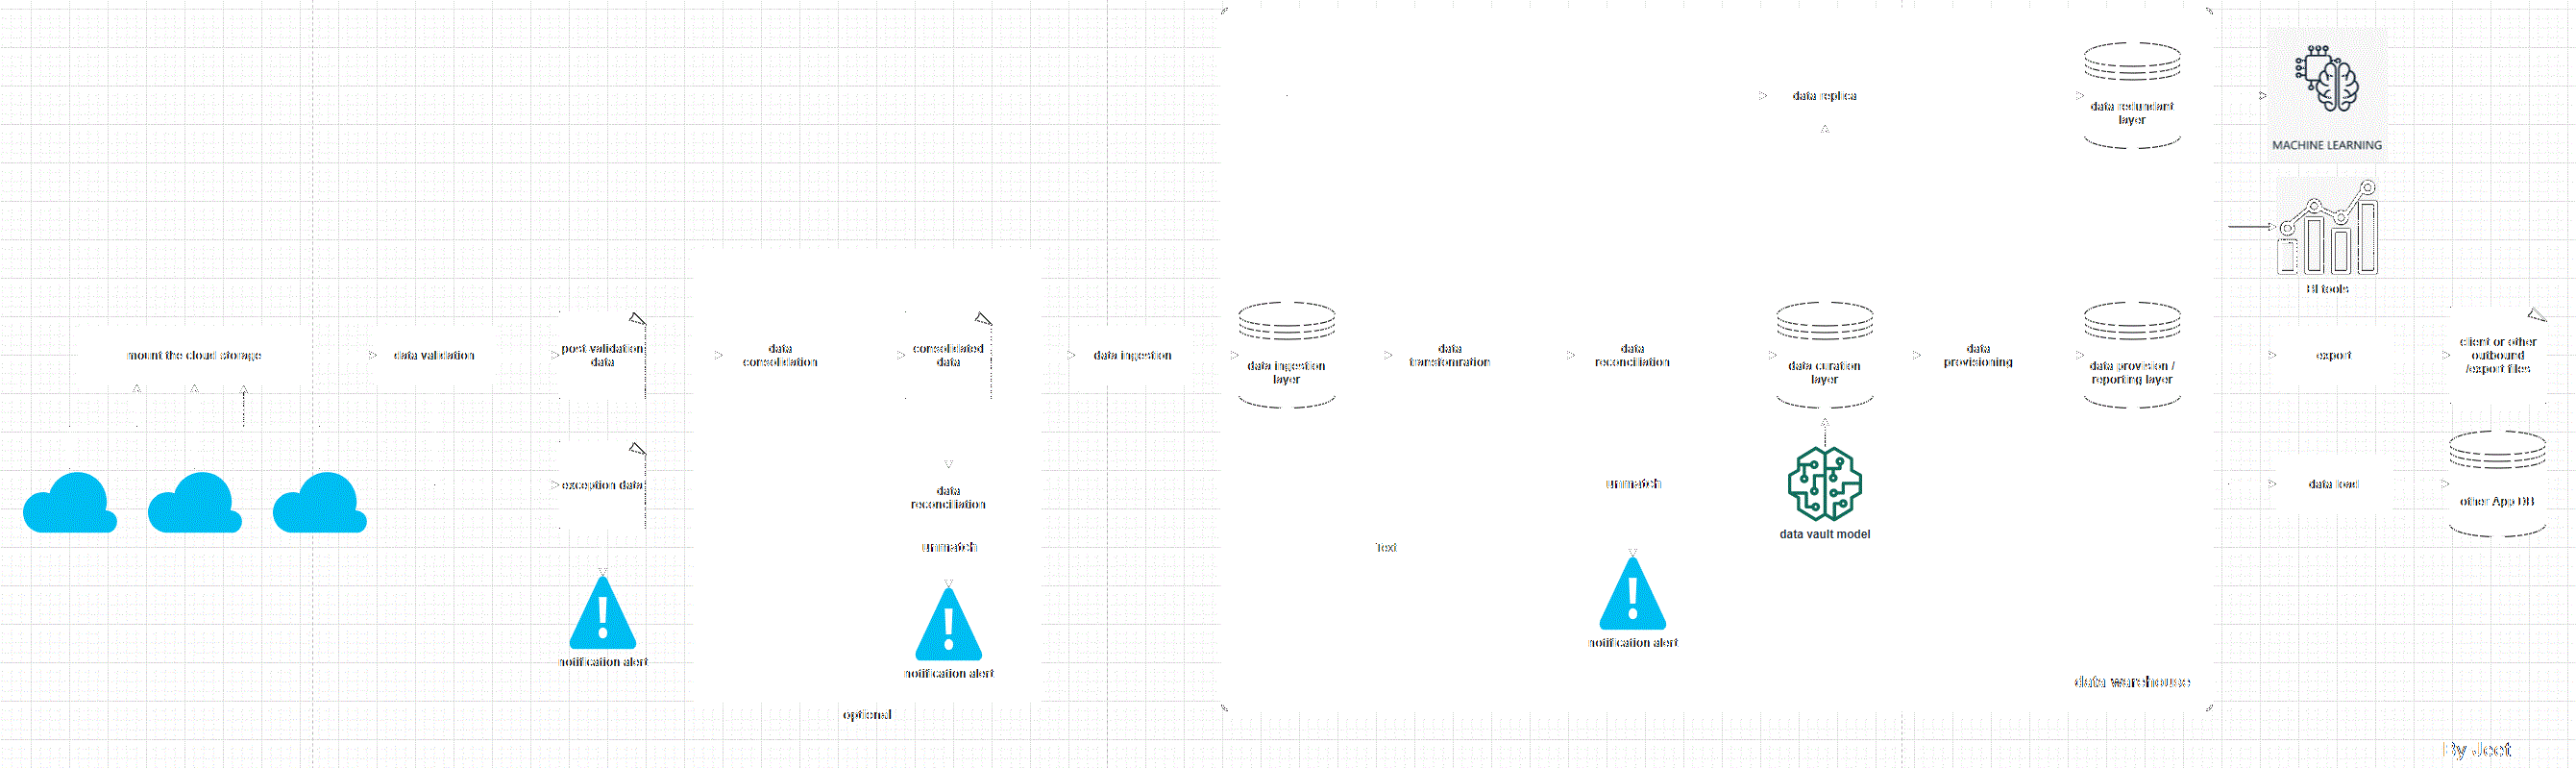 data replica
data redundant
layer
MACHINE LEARNING
BI tools
mount the cloud storage
data validation
post-validation
data
data
consolidation
consolidated
data
data ingestion
data ingestion
layer
data
transformration
data
reconciliation
data curation
layer
data
provisioning
data provision /
reporting layer
export
client or other
outbound
/export files
exception data
data
reconciliation
unmatch
data vault model
data load
other App DB
unmatch
Text
notification alert
notification alert
notification alert
data warehouse
optional
By Jeet